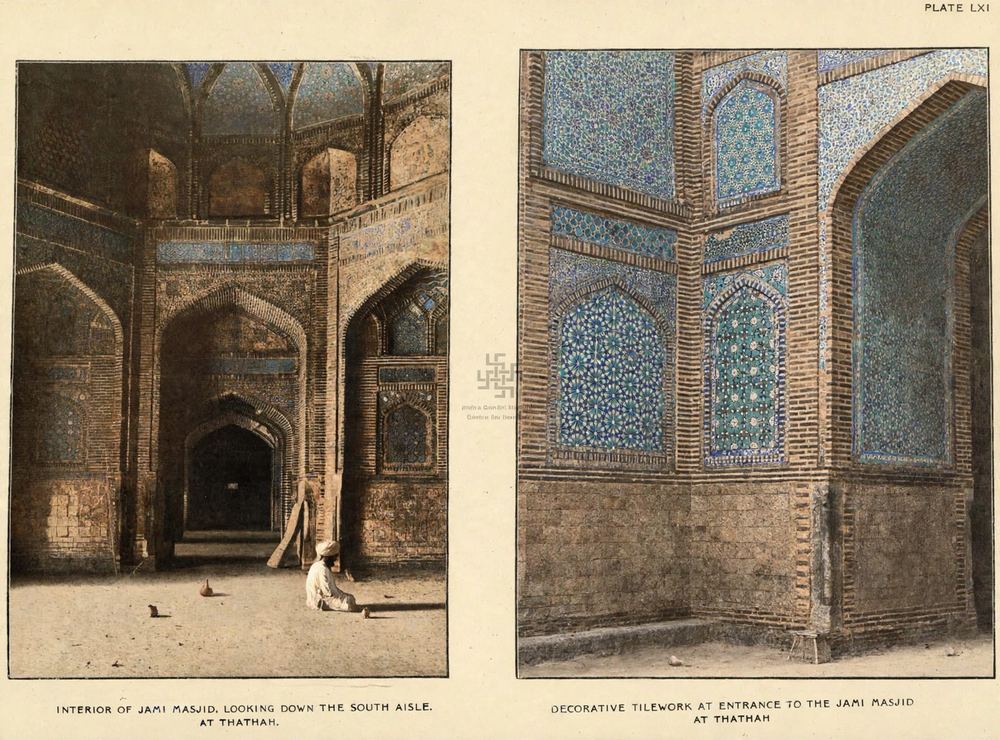 PLATE LXI
INTERIOR OF JAMI MASJID, LOOKING DOWN THE SOUTH AISLE.
AT THATHAH.
DECORATIVE TILEWORK AT ENTRANCE TO THE JAMI MASJID
AT THATHAH